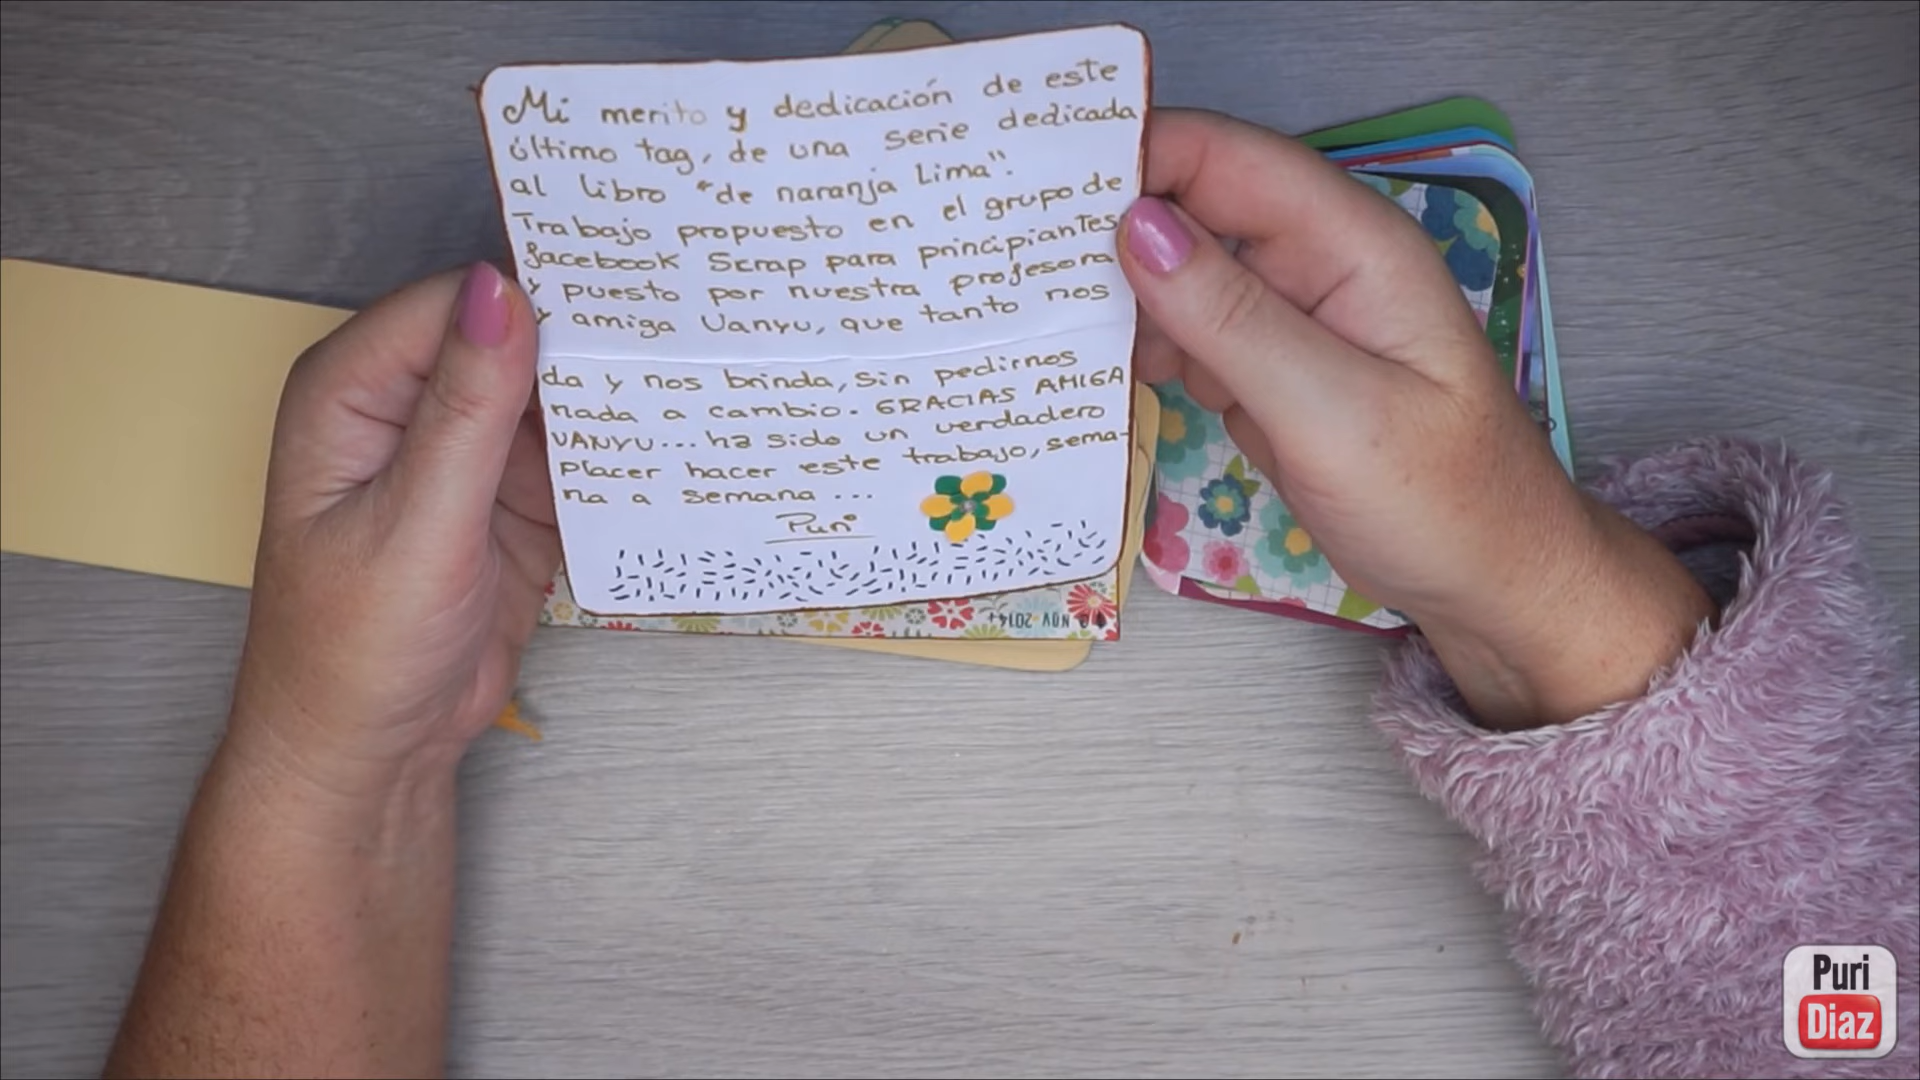 Mi merito y dedicación de este
último tag, de una serie dedicada
al libro "de naranja Lima".
Trabajo propuesto en el grupo de
facebook Scrap para principiantes
y puesto por nuestra profesora
y amiga Vanyu, que tanto nos
da y nos brinda, sin pedirnos
nada a cambio. GRACIAS AMIGA
VANYU... ha sido un verdadero
placer hacer este trabajo, sema-
na a semana ...
Puri
NOV 2014
Puri
Diaz